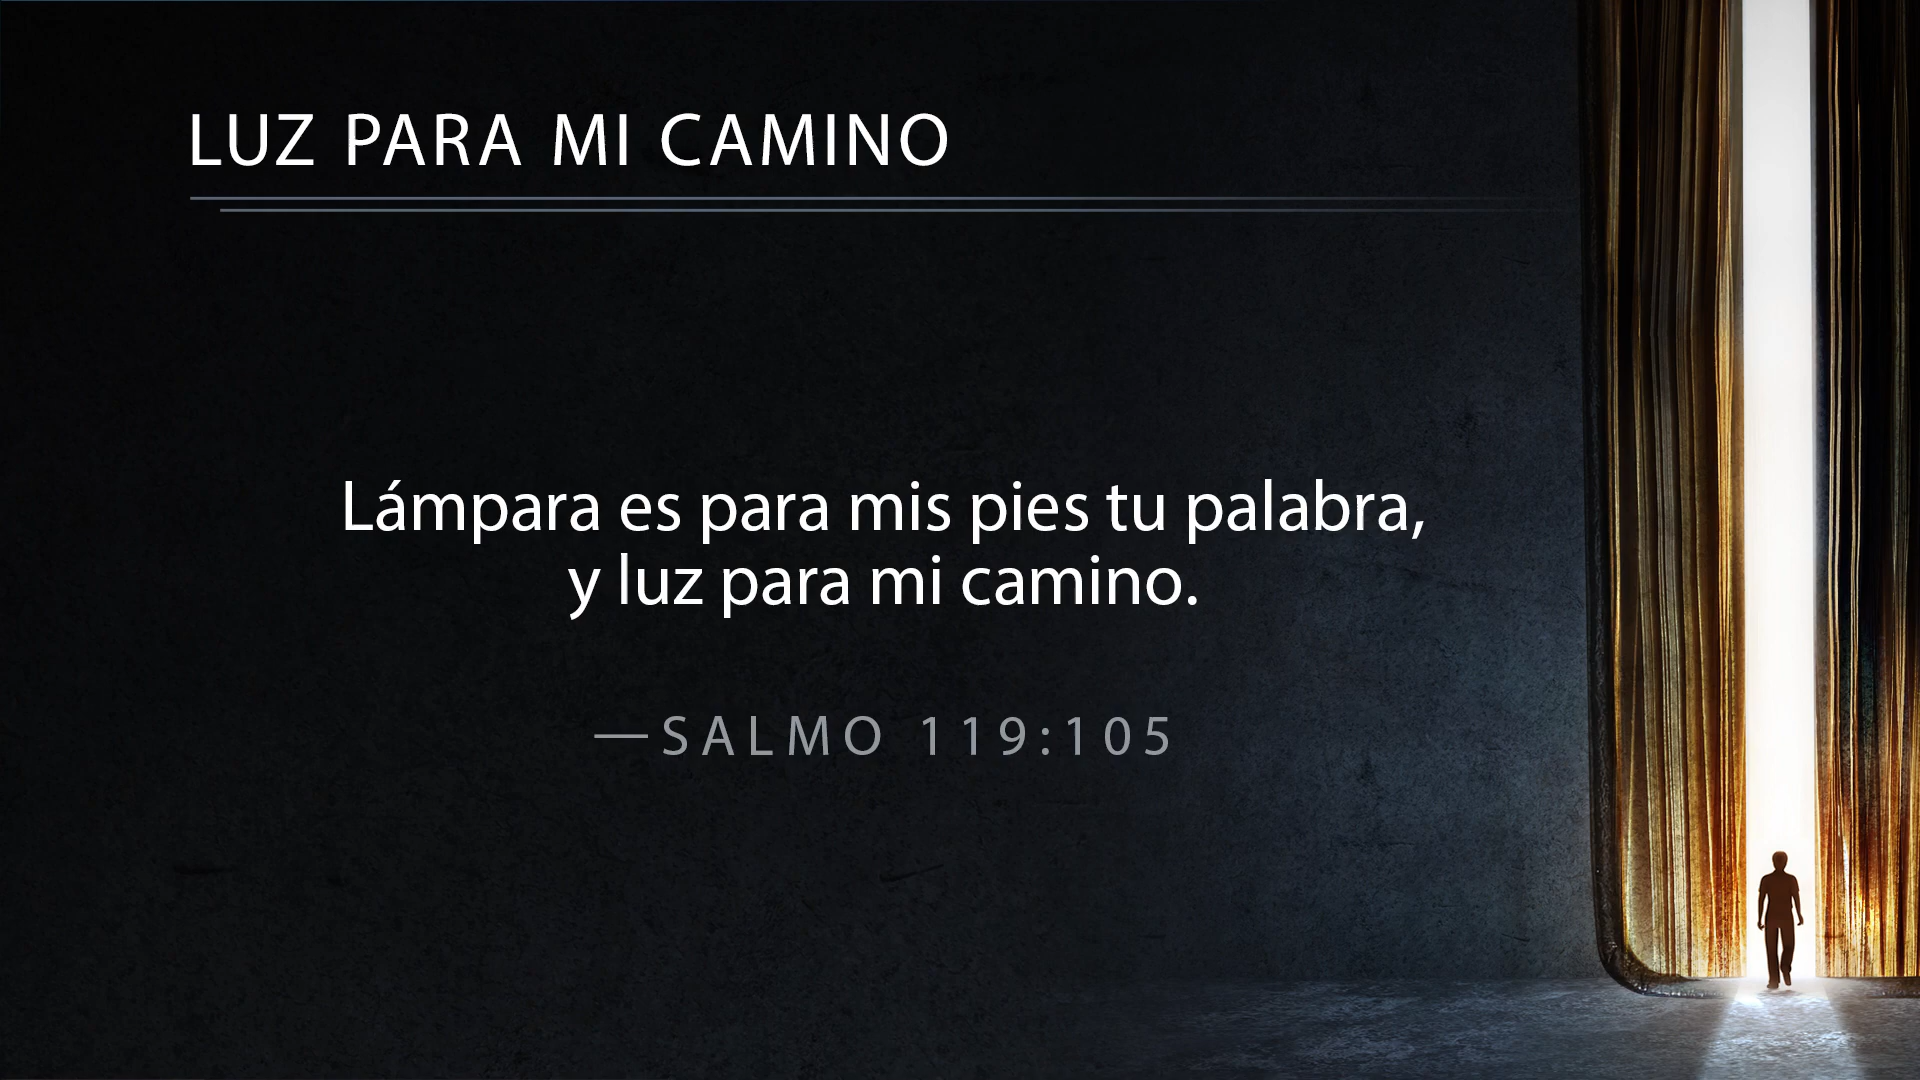 LUZ PARA MI CAMINO
Lámpara es para mis pies tu palabra,
y luz para mi camino.
—SALMO 119:105